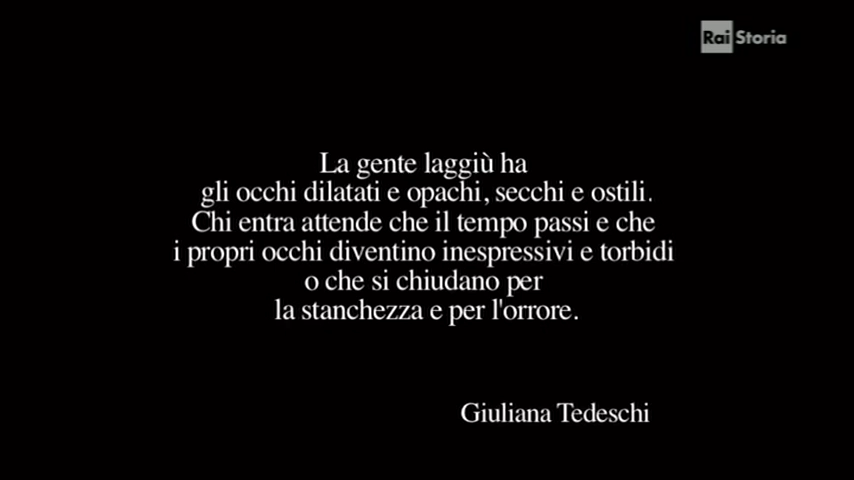 Rai Storia
La gente laggiù ha
gli occhi dilatati e opachi, secchi e ostili.
Chi entra attende che il tempo passi e che
i propri occhi diventino inespressivi e torbidi
o che si chiudano per
la stanchezza e per l'orrore.
Giuliana Tedeschi